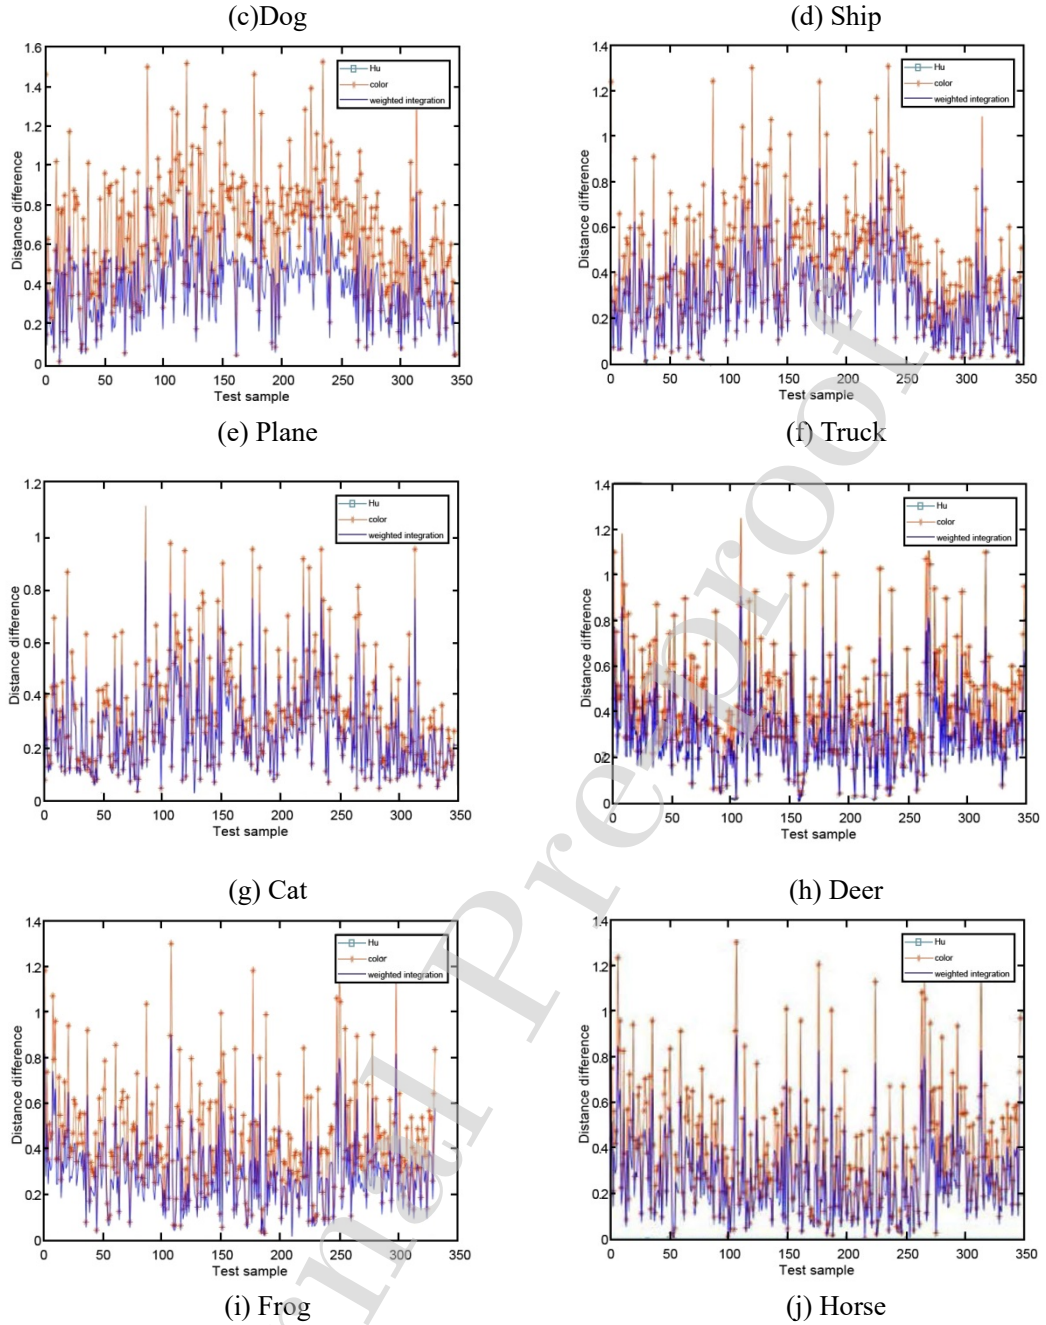 (c)Dog
(d) Ship
1.6
1.4
1.2
1
0.8
0.6
0.4
0.2
0
Distance difference
Hu
color
weighted integration
0 50 100 150 200 250 300 350
Test sample
1.4
1.2
1
0.8
0.6
0.4
0.2
0
Distance difference
Hu
color
weighted integration
0 50 100 150 200 250 300 350
Test sample
(e) Plane
(f) Truck
1.2
1
0.8
0.6
0.4
0.2
0
Distance difference
Hu
color
weighted integration
0 50 100 150 200 250 300 350
Test sample
1.4
1.2
1
0.8
0.6
0.4
0.2
0
Distance difference
Hu
color
weighted integration
0 50 100 150 200 250 300 350
Test sample
(g) Cat
(h) Deer
1.4
1.2
1
0.8
0.6
0.4
0.2
0
Distance difference
Hu
color
weighted integration
0 50 100 150 200 250 300 350
Test sample
1.4
1.2
1
0.8
0.6
0.4
0.2
0
Distance difference
Hu
color
weighted integration
0 50 100 150 200 250 300 350
Test sample
(i) Frog
(j) Horse
nal Pre-proof